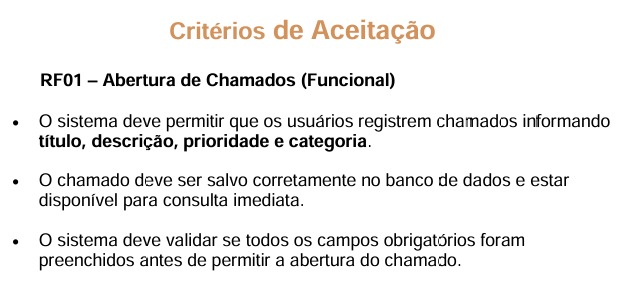 Critérios de Aceitação
RF01 – Abertura de Chamados (Funcional)
• O sistema deve permitir que os usuários registrem chamados informando
título, descrição, prioridade e categoria.
• O chamado deve ser salvo corretamente no banco de dados e estar
disponível para consulta imediata.
• O sistema deve validar se todos os campos obrigatórios foram
preenchidos antes de permitir a abertura do chamado.